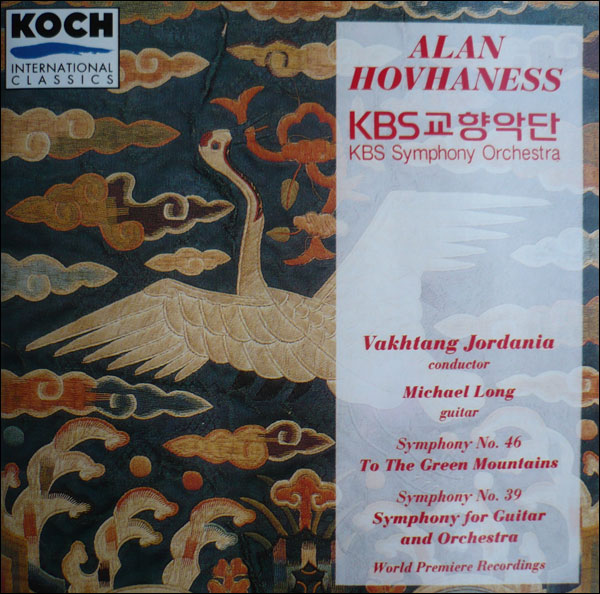 KOCH
INTERNATIONAL
CLASSICS
ALAN
HOVHANESS
KBS교향악단
KBS Symphony Orchestra
Vakhtang Jordania
conductor
Michael Long
guitar
Symphony No. 46
To The Green Mountains
Symphony No. 39
Symphony for Guitar
and Orchestra
World Premiere Recordings